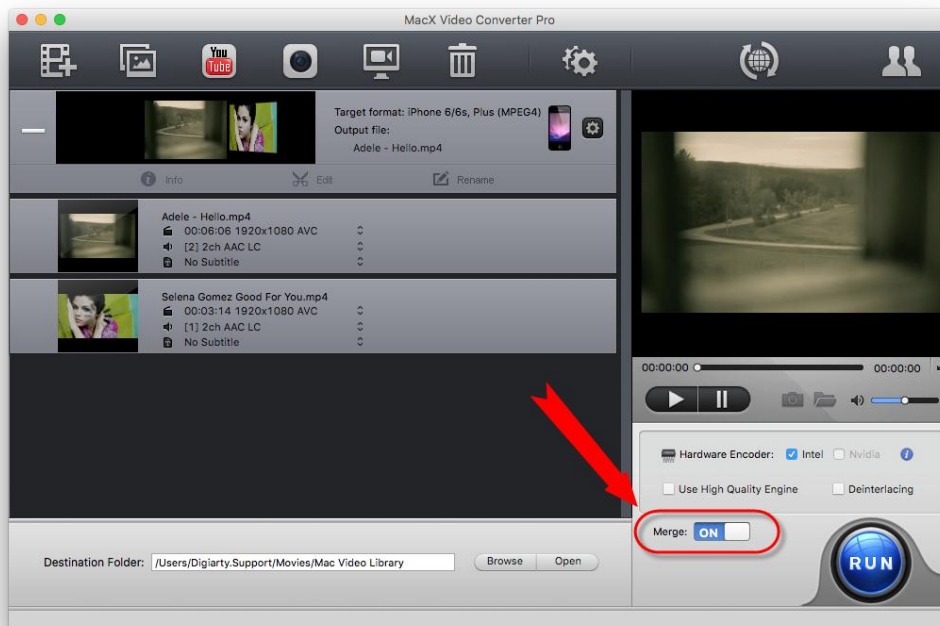 MacX Video Converter Pro
You
Tube
Target format: iPhone 6/6s, Plus (MPEG4)
Output file:
Adele - Hello.mp4
Info
Edit
Rename
Adele - Hello.mp4
00:06:06 1920x1080 AVC
[2] 2ch AAC LC
No Subtitle
Selena Gomez Good For You.mp4
00:03:14 1920x1080 AVC
[1] 2ch AAC LC
No Subtitle
00:00:00
00:00:00
Hardware Encoder:
Intel
Nvidia
Use High Quality Engine
Deinterlacing
Merge:
ON
Destination Folder:
/Users/Digiarty.Support/Movies/Mac Video Library
Browse
Open
RUN